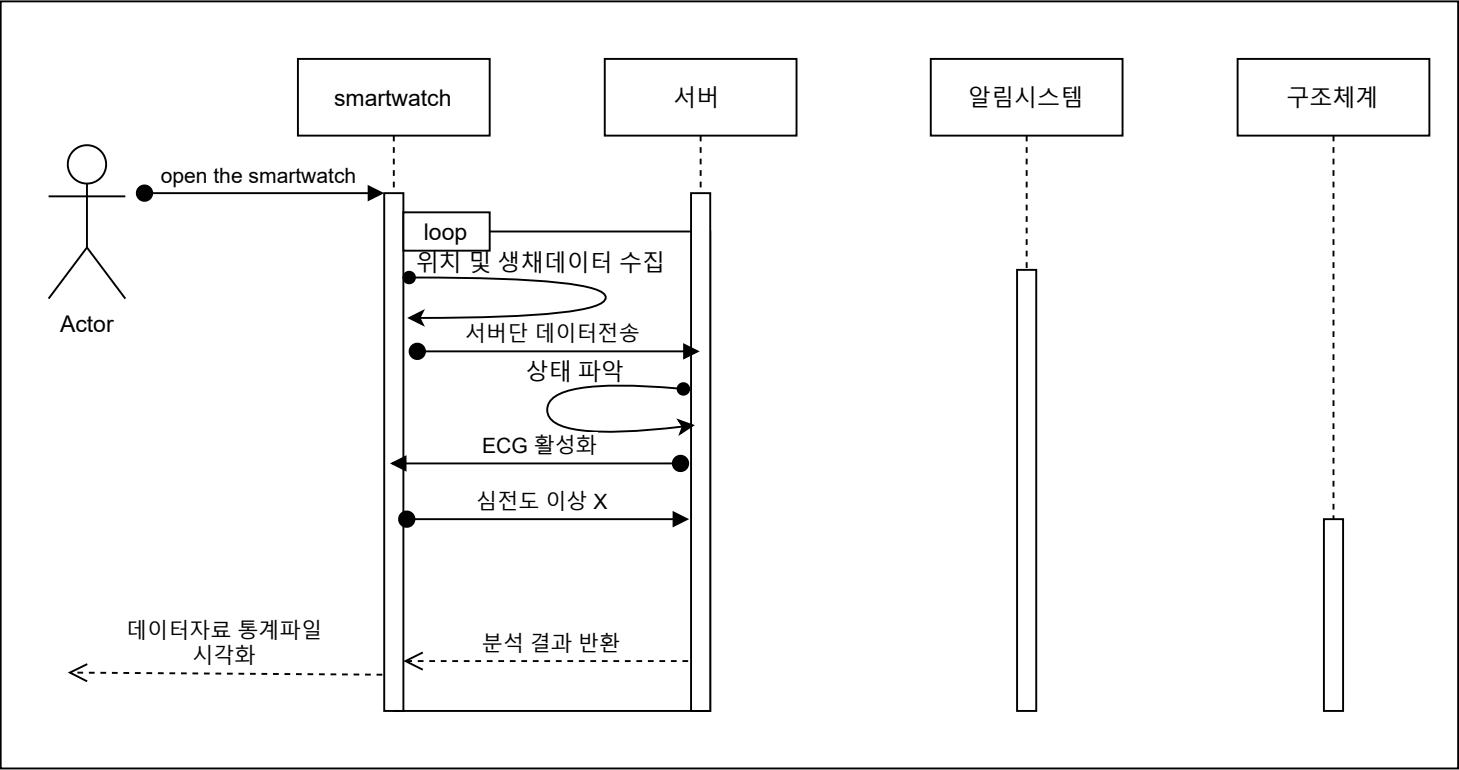 smartwatch
서버
알림시스템
구조체계
open the smartwatch
loop
위치 및 생채데이터 수집
Actor
서버단 데이터전송
상태 파악
ECG 활성화
심전도 이상 X
데이터자료 통계파일
시각화
분석 결과 반환